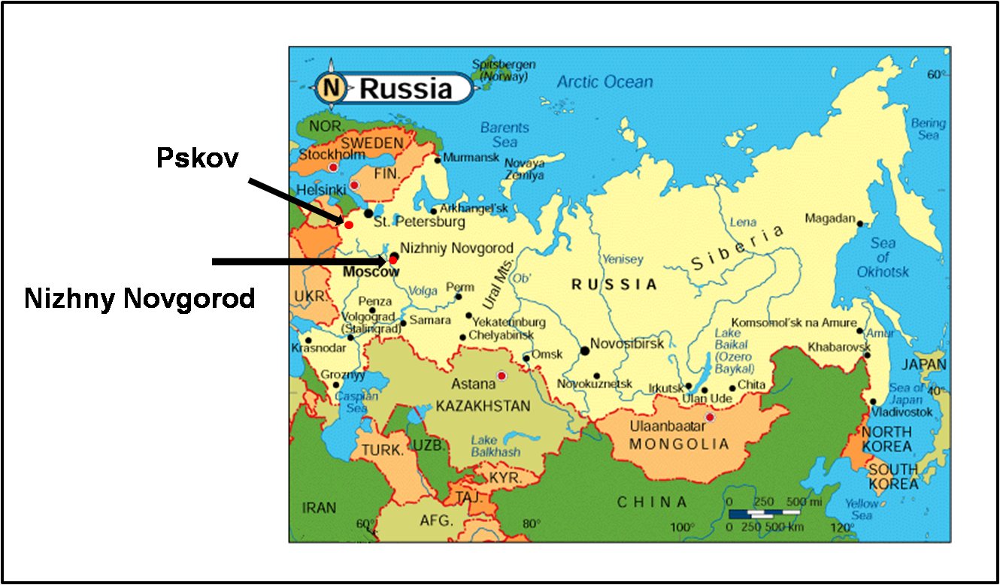 Spitsbergen
(Norway)
Arctic Ocean
60°
N
Russia
NOR.
Barents
Sea
Bering
Sea
SWEDEN
Stockholm
Pskov
Murmansk
Novaya
Zemlya
FIN.
Helsinki
Arkhangel'sk
St. Petersburg
Lena
Magadan
Siberia
Sea
of
Okhotsk
Nizhniy Novgorod
Moscow
Yenisey
Ural Mts.
Ob'
RUSSIA
Nizhny Novgorod
UKR.
Volga
Perm
Penza
Volgograd
(Stalingrad)
Samara
Yekaterinburg
Chelyabinsk
Komsomol'sk na Amure
Amur
Krasnodar
Omsk
Novosibirsk
Lake
Baikal
(Ozero
Baykal)
Khabarovsk
JAPAN
Groznyy
Astana
Novokuznetsk
Irkutsk
Ulan Ude
Chita
Sea of
Japan
40°
Caspian
Sea
KAZAKHSTAN
Vladivostok
Ulaanbaatar
MONGOLIA
NORTH
KOREA
TURK.
UZB.
Lake
Balkhash
SOUTH
KOREA
KYR.
TAJ.
IRAN
CHINA
0 250 500 mi
0 250 500 km
Yellow
Sea
60°
AFG.
80°
100°
120°